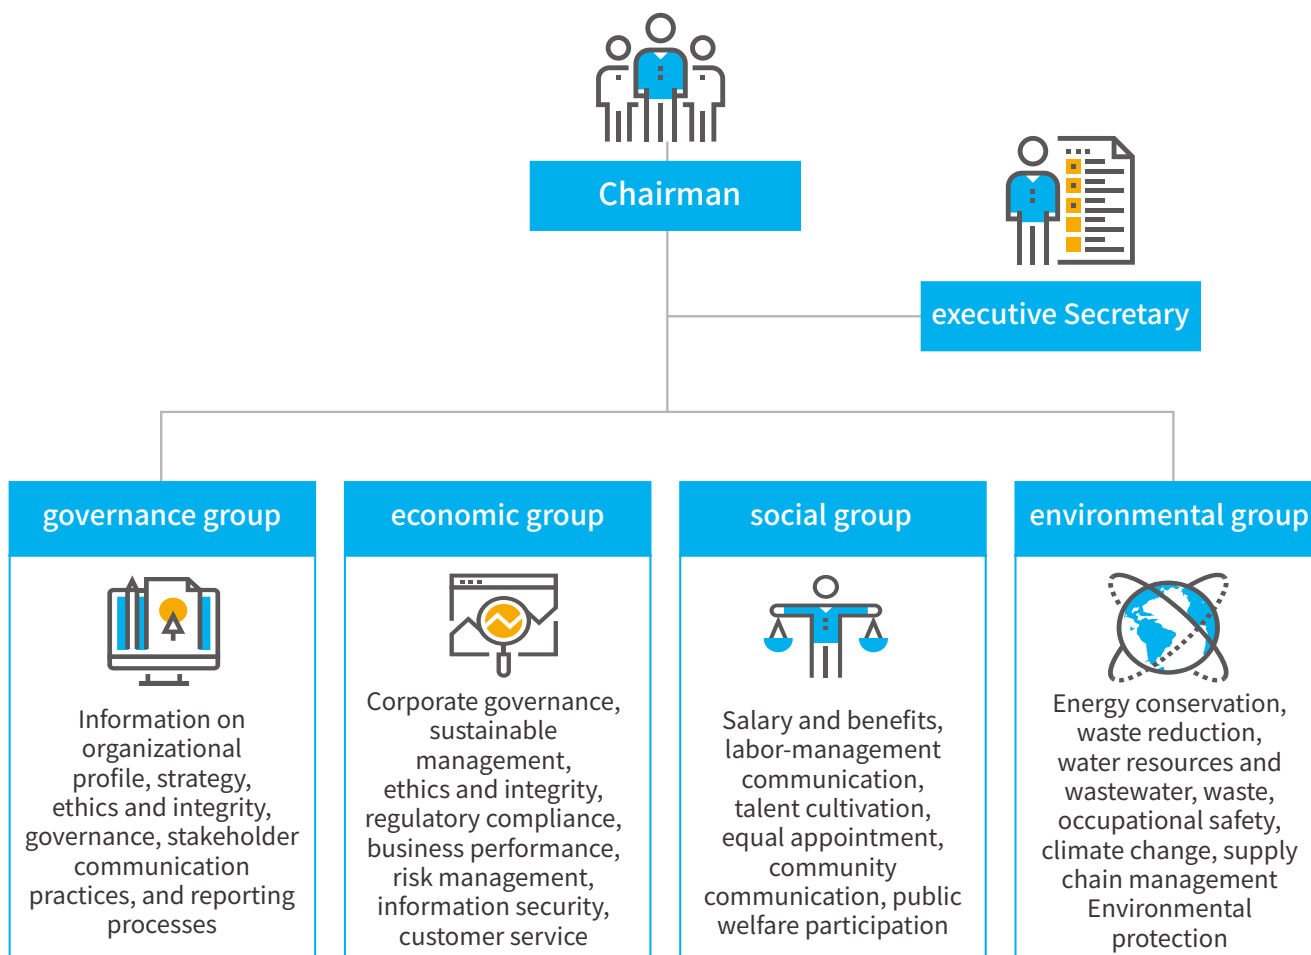 Chairman
executive Secretary
governance group
Information on
organizational
profile, strategy,
ethics and integrity,
governance, stakeholder
communication
practices, and reporting
processes
economic group
Corporate governance,
sustainable
management,
ethics and integrity,
regulatory compliance,
business performance,
risk management,
information security,
customer service
social group
Salary and benefits,
labor-management
communication,
talent cultivation,
equal appointment,
community
communication, public
welfare participation
environmental group
Energy conservation,
waste reduction,
water resources and
wastewater, waste,
occupational safety,
climate change, supply
chain management
Environmental
protection